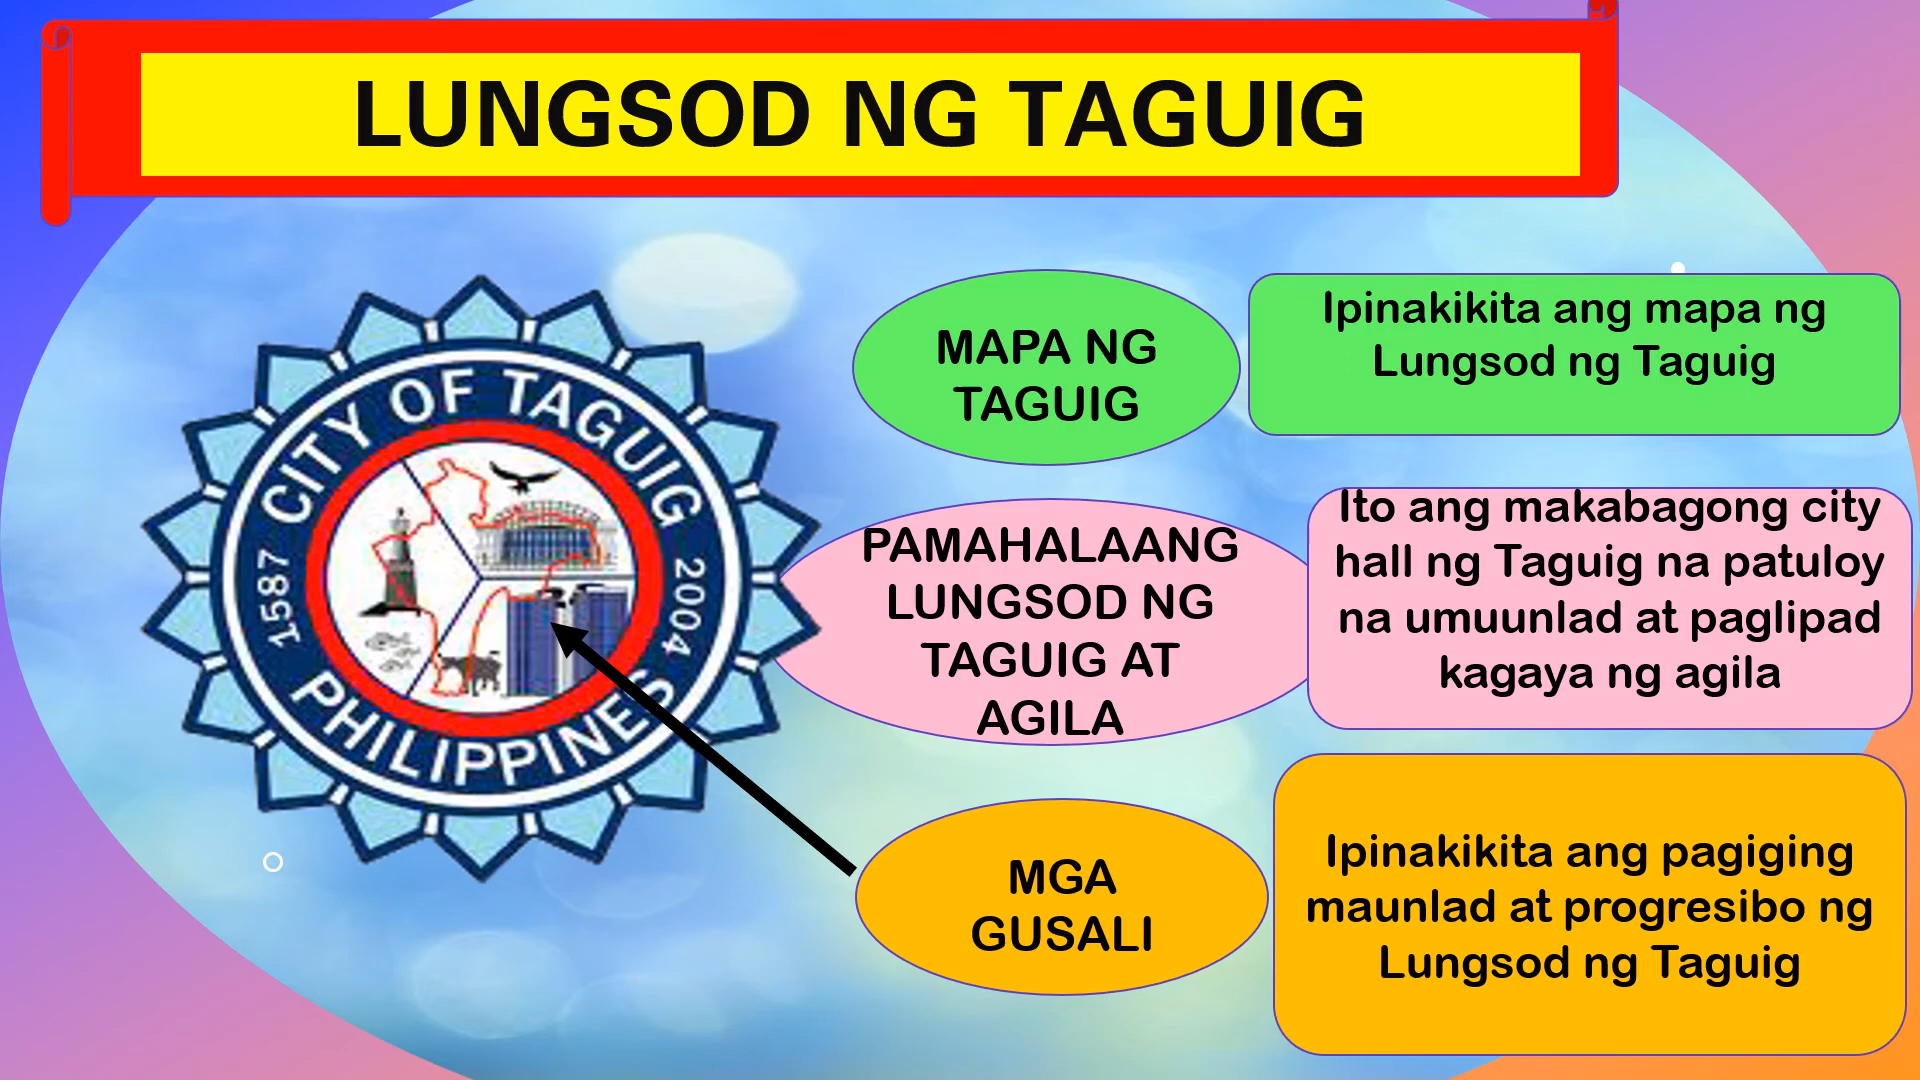 LUNGSOD NG TAGUIG
CITY OF TAGUIG
1587
2004
PHILIPPINES
MAPA NG
TAGUIG
Ipinakikita ang mapa ng
Lungsod ng Taguig
PAMAHALAANG
LUNGSOD NG
TAGUIG AT
AGILA
Ito ang makabagong city
hall ng Taguig na patuloy
na umuunlad at paglipad
kagaya ng agila
MGA
GUSALI
Ipinakikita ang pagiging
maunlad at progresibo ng
Lungsod ng Taguig